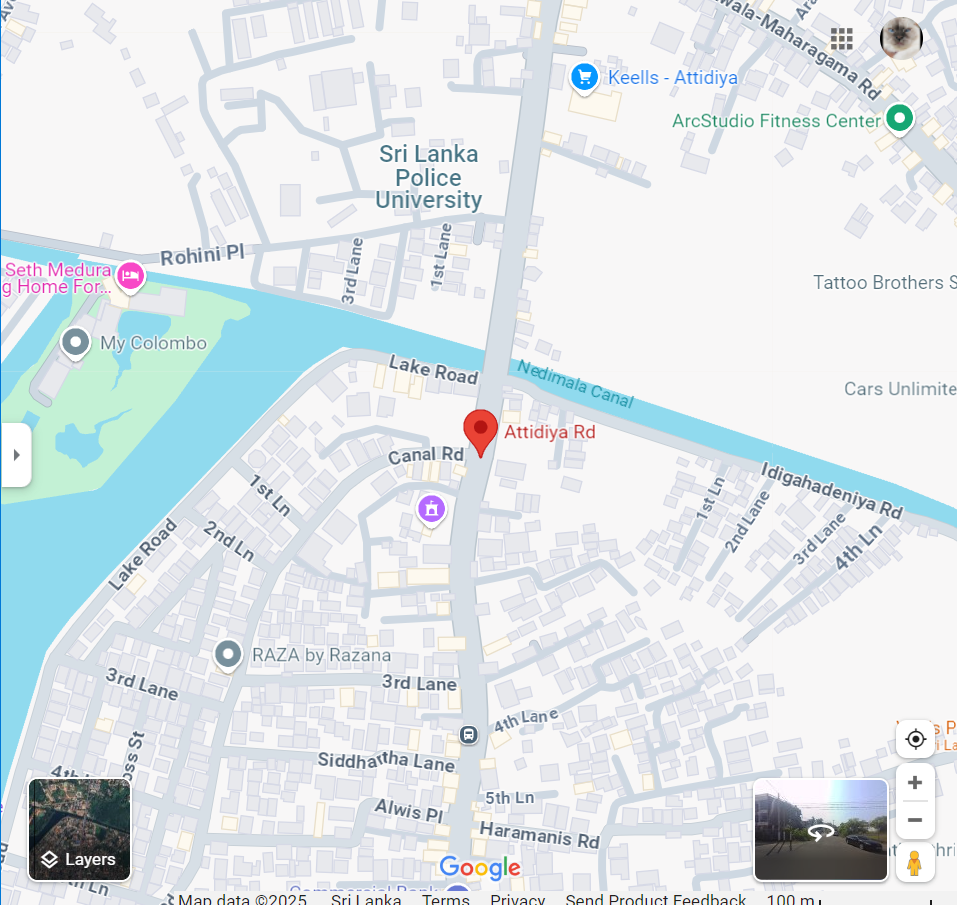 wala-Maharagama Rd
Keells - Attidiya
ArcStudio Fitness Center
Sri Lanka
Police
University
Rohini Pl
3rd Lane
1st Lane
Seth Medura
g Home For...
My Colombo
Tattoo Brothers S
Lake Road
Nedimala Canal
Cars Unlimite
Attidiya Rd
Canal Rd
1st Ln
2nd Ln
Lake Road
Idigahadeniya Rd
1st Ln
2nd Lane
3rd Lane
4th Ln
RAZA by Razana
3rd Lane
3rd Lane
4th Lane
Siddhartha Lane
5th Ln
Alwis Pl
Haramanis Rd
Layers
Google
Commercial Bank
Map data ©2025
Sri Lanka
Terms
Privacy
Send Product Feedback
100 m